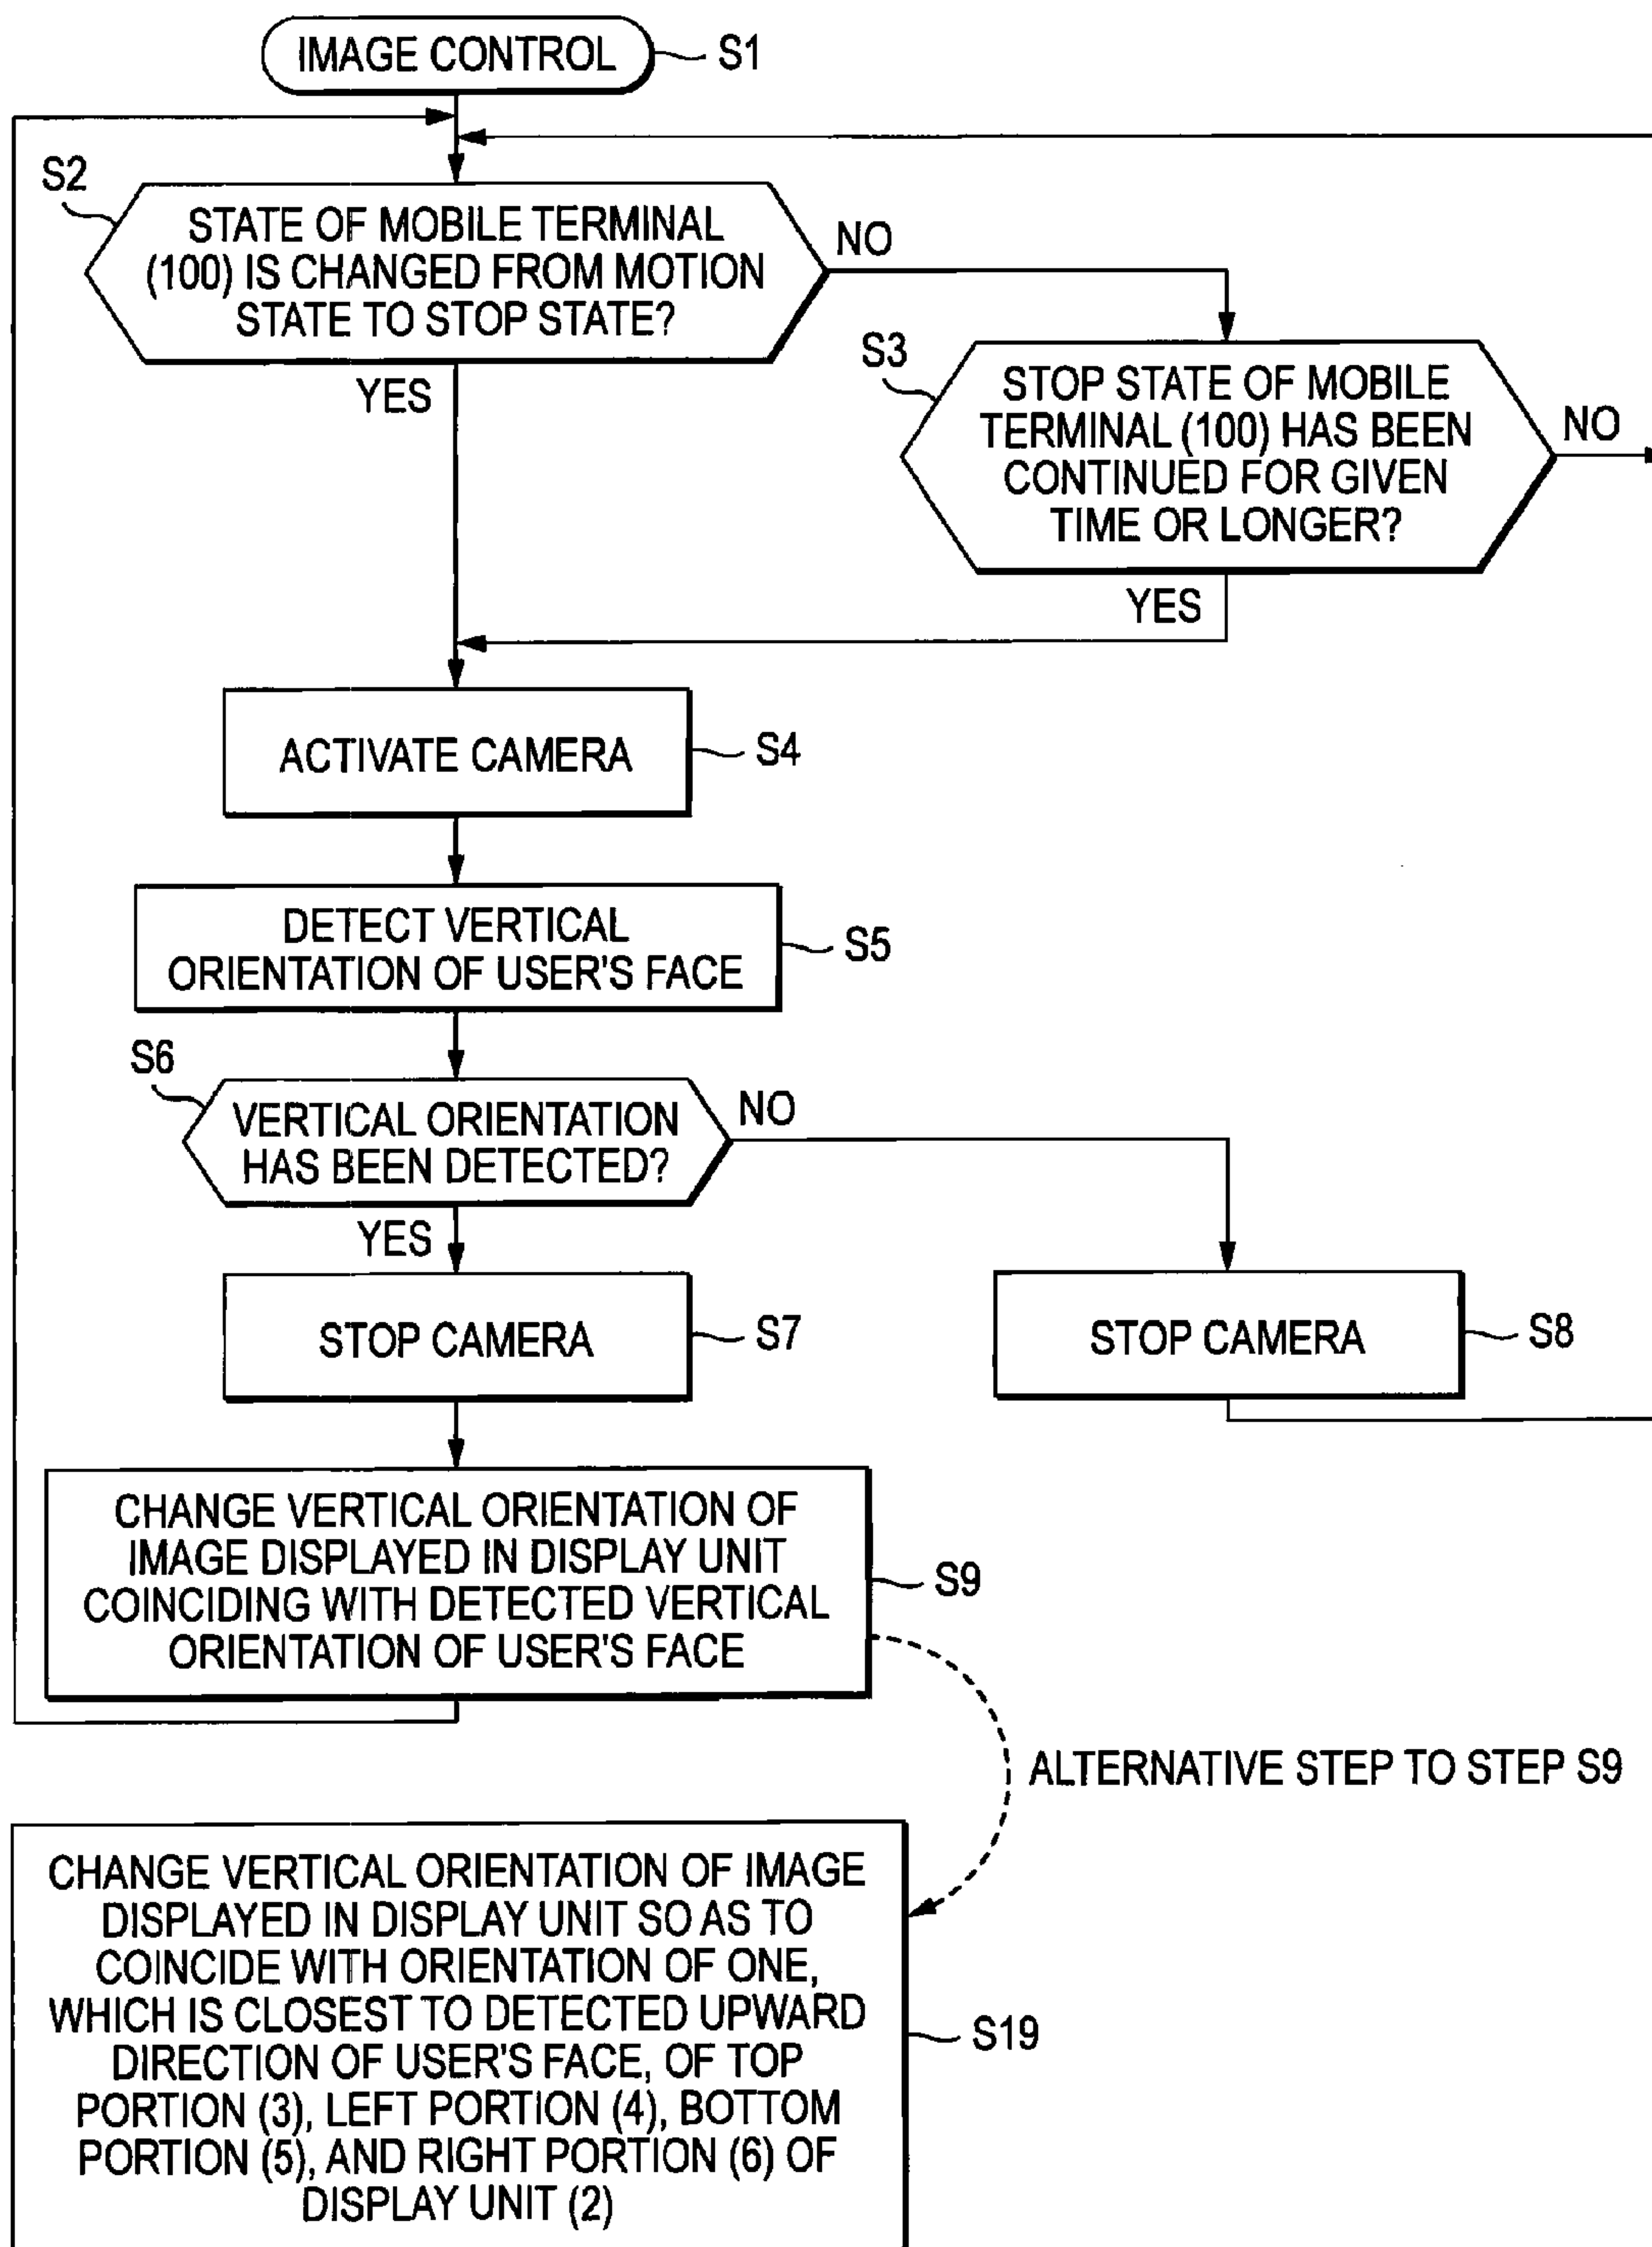 IMAGE CONTROL
S1
S2
STATE OF MOBILE TERMINAL
(100) IS CHANGED FROM MOTION
STATE TO STOP STATE?
NO
YES
S3
STOP STATE OF MOBILE
TERMINAL (100) HAS BEEN
CONTINUED FOR GIVEN
TIME OR LONGER?
NO
YES
ACTIVATE CAMERA
S4
DETECT VERTICAL
ORIENTATION OF USER'S FACE
S5
S6
VERTICAL ORIENTATION
HAS BEEN DETECTED?
NO
YES
STOP CAMERA
S7
STOP CAMERA
S8
CHANGE VERTICAL ORIENTATION OF
IMAGE DISPLAYED IN DISPLAY UNIT
COINCIDING WITH DETECTED VERTICAL
ORIENTATION OF USER'S FACE
S9
ALTERNATIVE STEP TO STEP S9
CHANGE VERTICAL ORIENTATION OF IMAGE
DISPLAYED IN DISPLAY UNIT SO AS TO
COINCIDE WITH ORIENTATION OF ONE,
WHICH IS CLOSEST TO DETECTED UPWARD
DIRECTION OF USER'S FACE, OF TOP
PORTION (3), LEFT PORTION (4), BOTTOM
PORTION (5), AND RIGHT PORTION (6) OF
DISPLAY UNIT (2)
S19